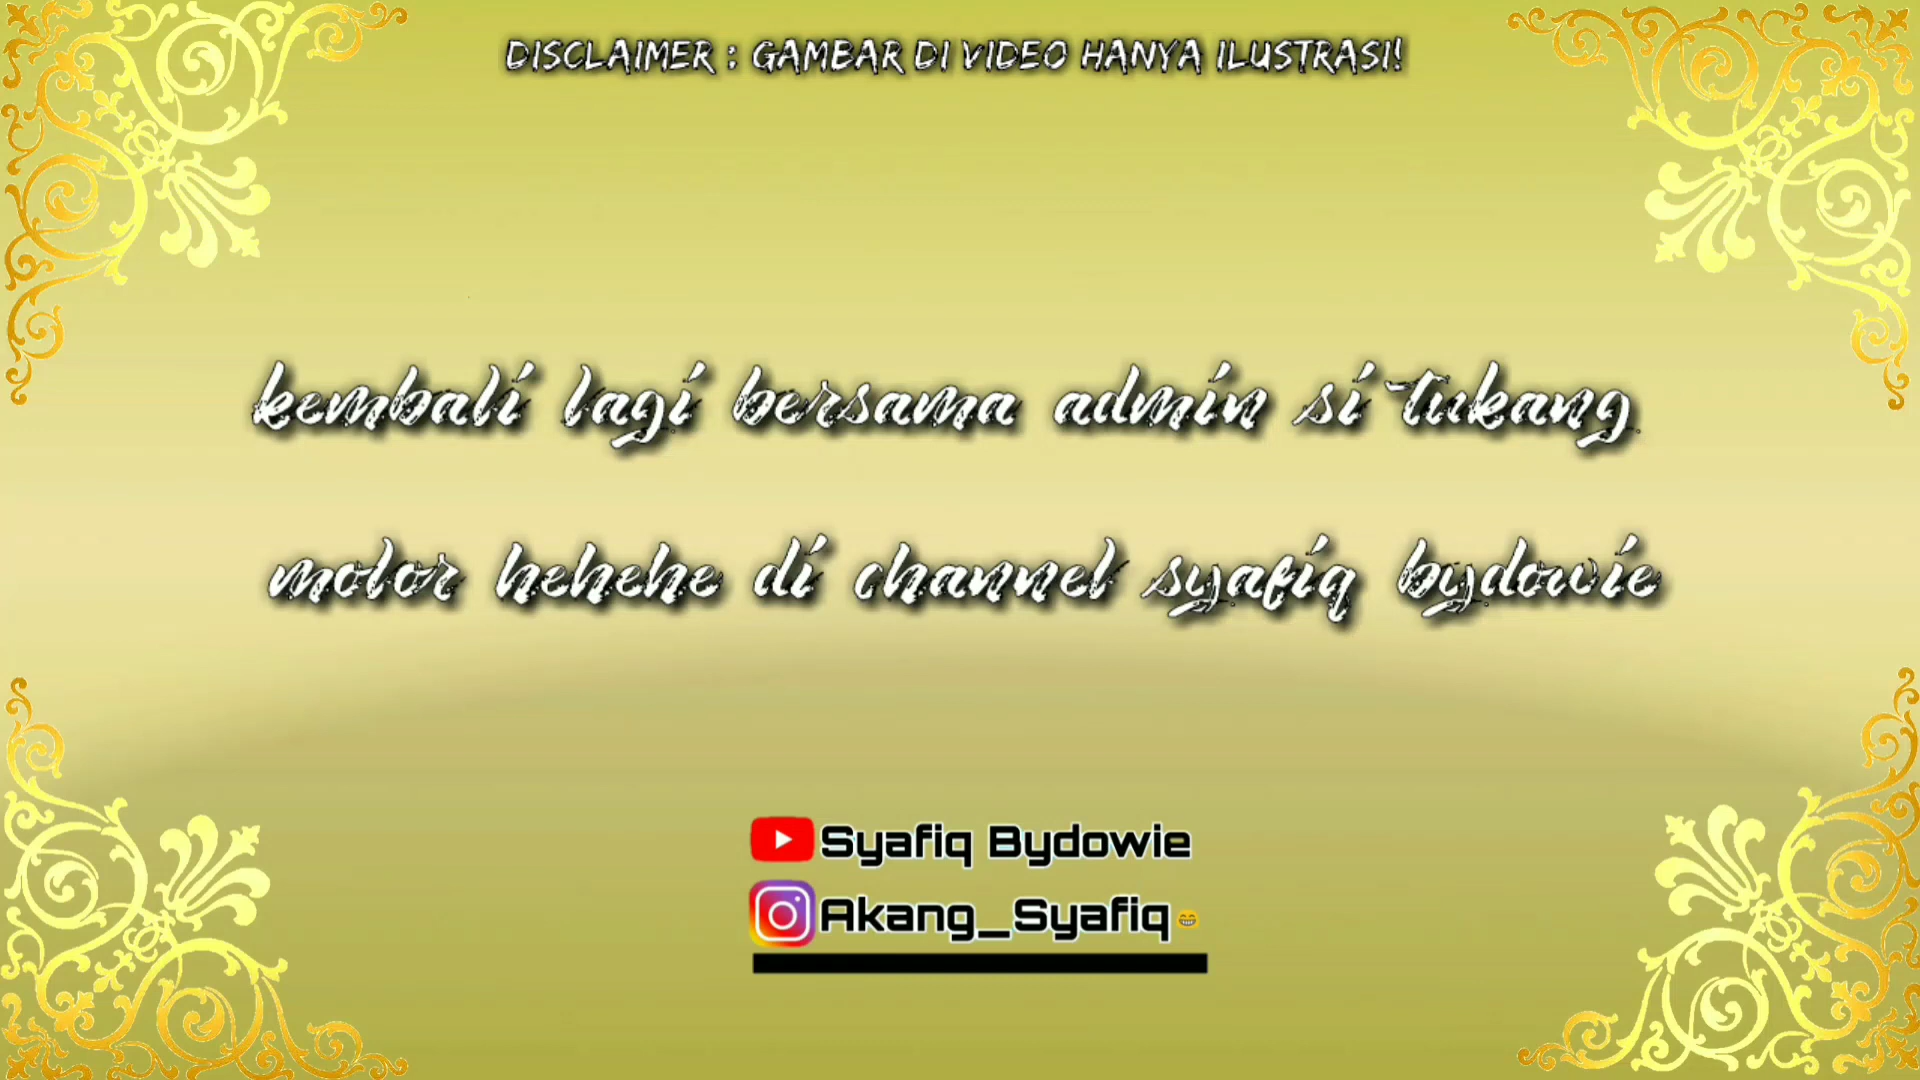 DISCLAIMER : GAMBAR DI VIDEO HANYA ILUSTRASI!
kembali lagi bersama admin si tukang
molor hehehe di channel syafiq bydowie
Syafiq Bydowie
Akang_Syafiq😁